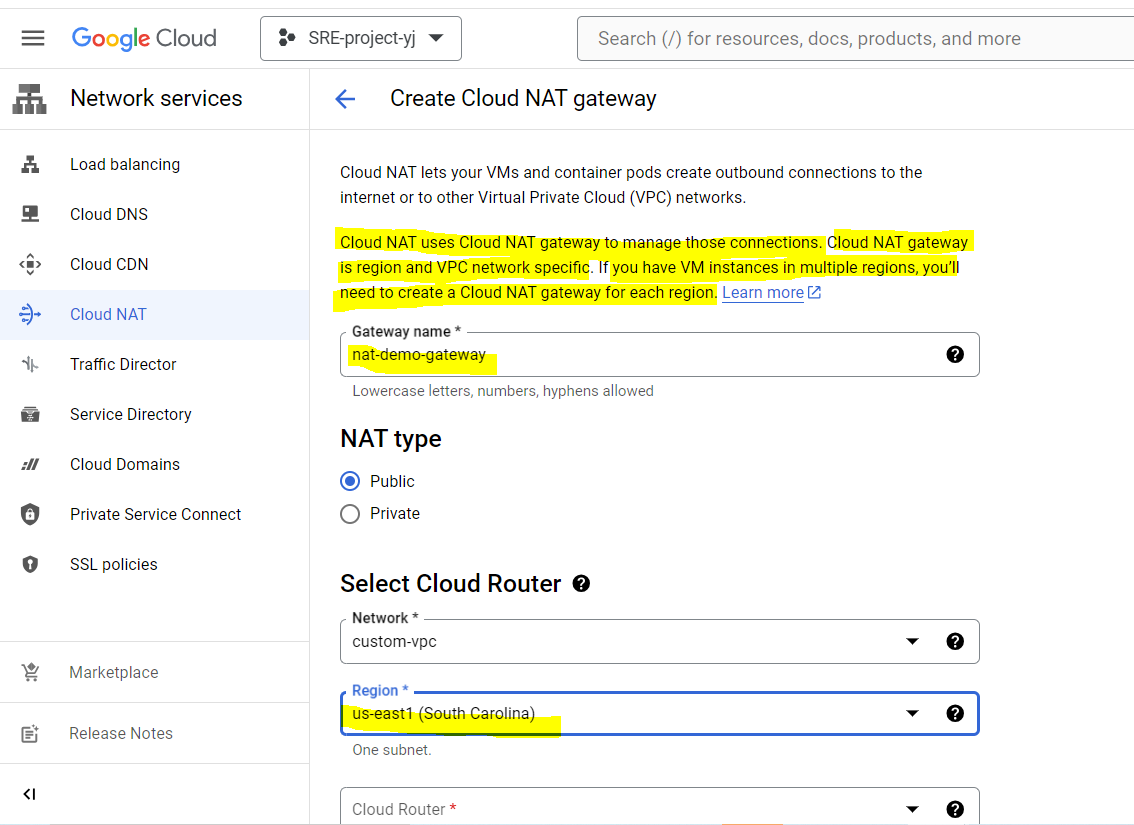 Google Cloud
SRE-project-yj
Search (/) for resources, docs, products, and more
Network services
Create Cloud NAT gateway
Load balancing
Cloud DNS
Cloud CDN
Cloud NAT
Traffic Director
Service Directory
Cloud Domains
Private Service Connect
SSL policies
Marketplace
Release Notes
Cloud NAT lets your VMs and container pods create outbound connections to the
internet or to other Virtual Private Cloud (VPC) networks.
Cloud NAT uses Cloud NAT gateway to manage those connections. Cloud NAT gateway
is region and VPC network specific. If you have VM instances in multiple regions, you’ll
need to create a Cloud NAT gateway for each region. Learn more
Gateway name *
nat-demo-gateway
Lowercase letters, numbers, hyphens allowed
NAT type
Public
Private
Select Cloud Router
Network *
custom-vpc
Region *
us-east1 (South Carolina)
One subnet.
Cloud Router *